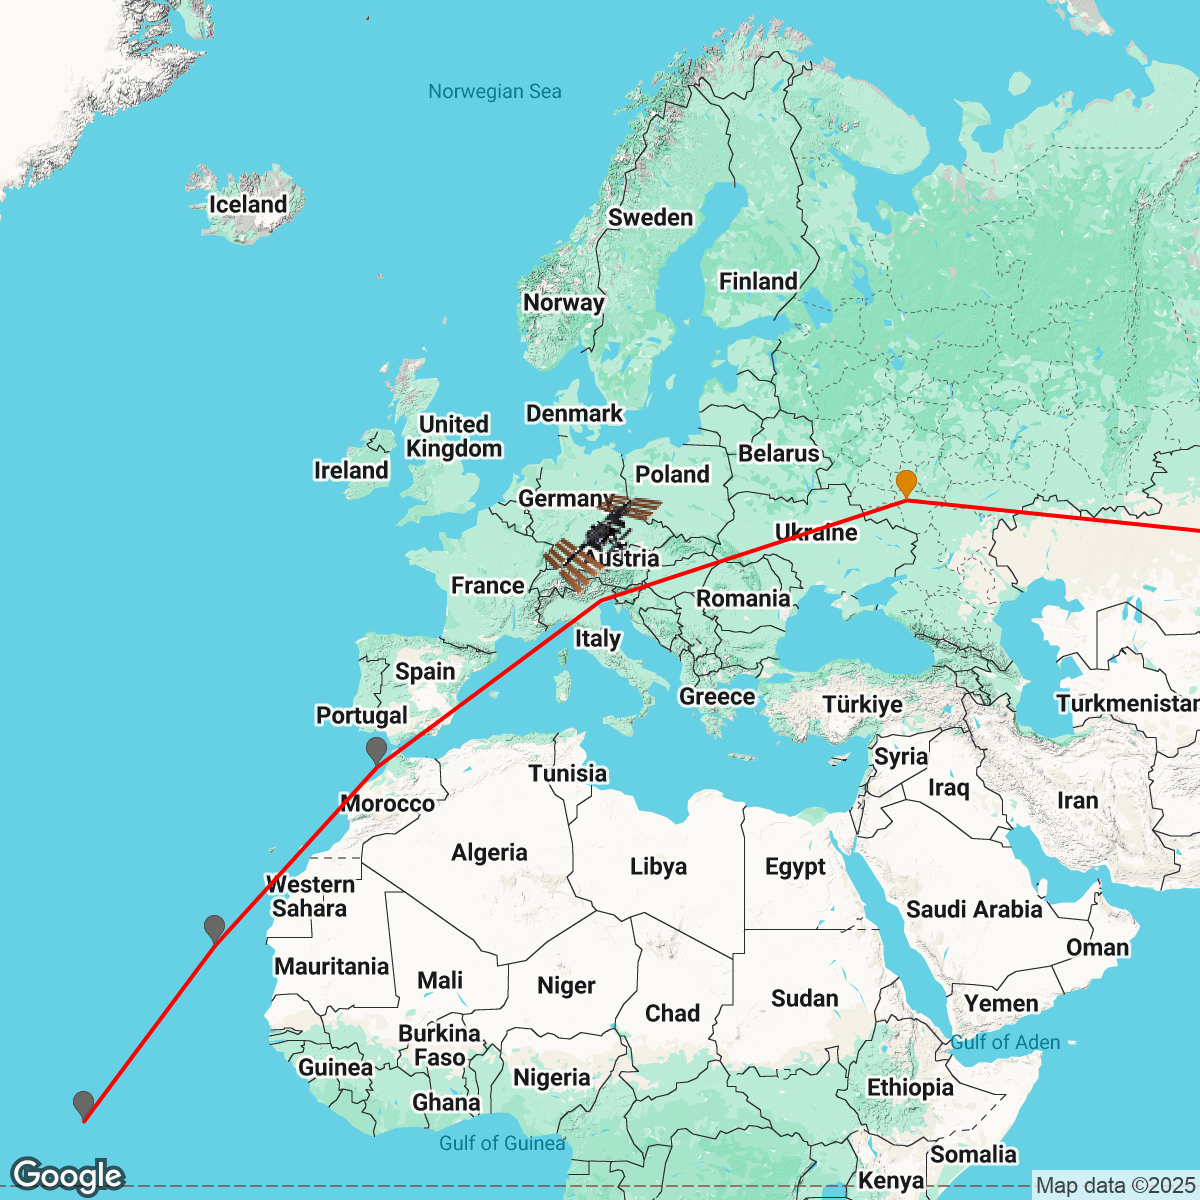 Norwegian Sea
Iceland
Sweden
Finland
Norway
Denmark
United
Kingdom
Ireland
Belarus
Poland
Germany
Ukraine
Austria
France
Romania
Italy
Spain
Greece
Portugal
Türkiye
Turkmenistan
Syria
Tunisia
Iraq
Iran
Morocco
Algeria
Libya
Egypt
Western
Sahara
Saudi Arabia
Oman
Mauritania
Mali
Niger
Chad
Sudan
Yemen
Burkina
Faso
Gulf of Aden
Guinea
Nigeria
Ethiopia
Ghana
Gulf of Guinea
Somalia
Kenya
Google
Map data ©2025